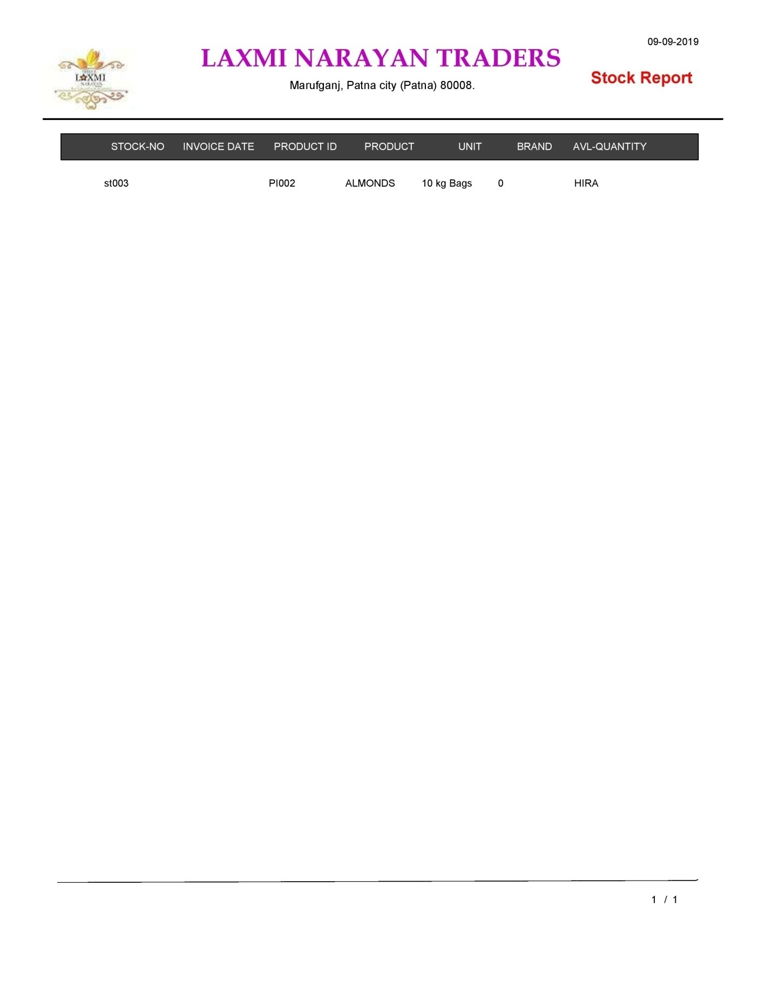 09-09-2019
LAXMI NARAYAN TRADERS
Marufganj, Patna city (Patna) 80008.
Stock Report
SHREE
LAXMI
NARAYAN
STOCK-NO INVOICE DATE PRODUCT ID PRODUCT UNIT BRAND AVL-QUANTITY
st003 PI002 ALMONDS 10 kg Bags 0 HIRA
1 / 1